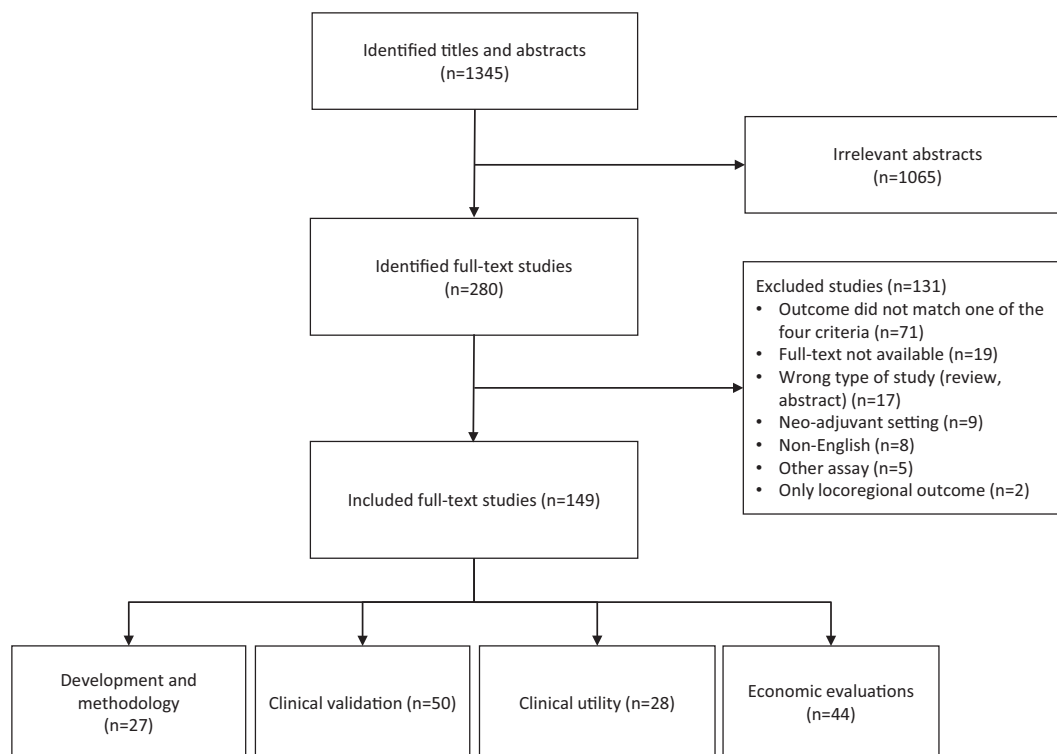 Identified titles and abstracts
(n=1345)
Irrelevant abstracts
(n=1065)
Identified full-text studies
(n=280)
Excluded studies (n=131)
• Outcome did not match one of the
four criteria (n=71)
• Full-text not available (n=19)
• Wrong type of study (review,
abstract) (n=17)
• Neo-adjuvant setting (n=9)
• Non-English (n=8)
• Other assay (n=5)
• Only locoregional outcome (n=2)
Included full-text studies (n=149)
Development and
methodology
(n=27)
Clinical validation (n=50)
Clinical utility (n=28)
Economic evaluations
(n=44)